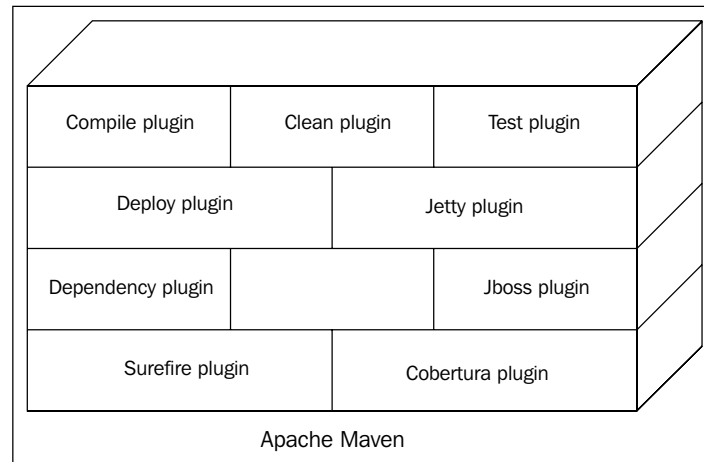 Compile plugin
Clean plugin
Test plugin
Deploy plugin
Jetty plugin
Dependency plugin
Jboss plugin
Surefire plugin
Cobertura plugin
Apache Maven